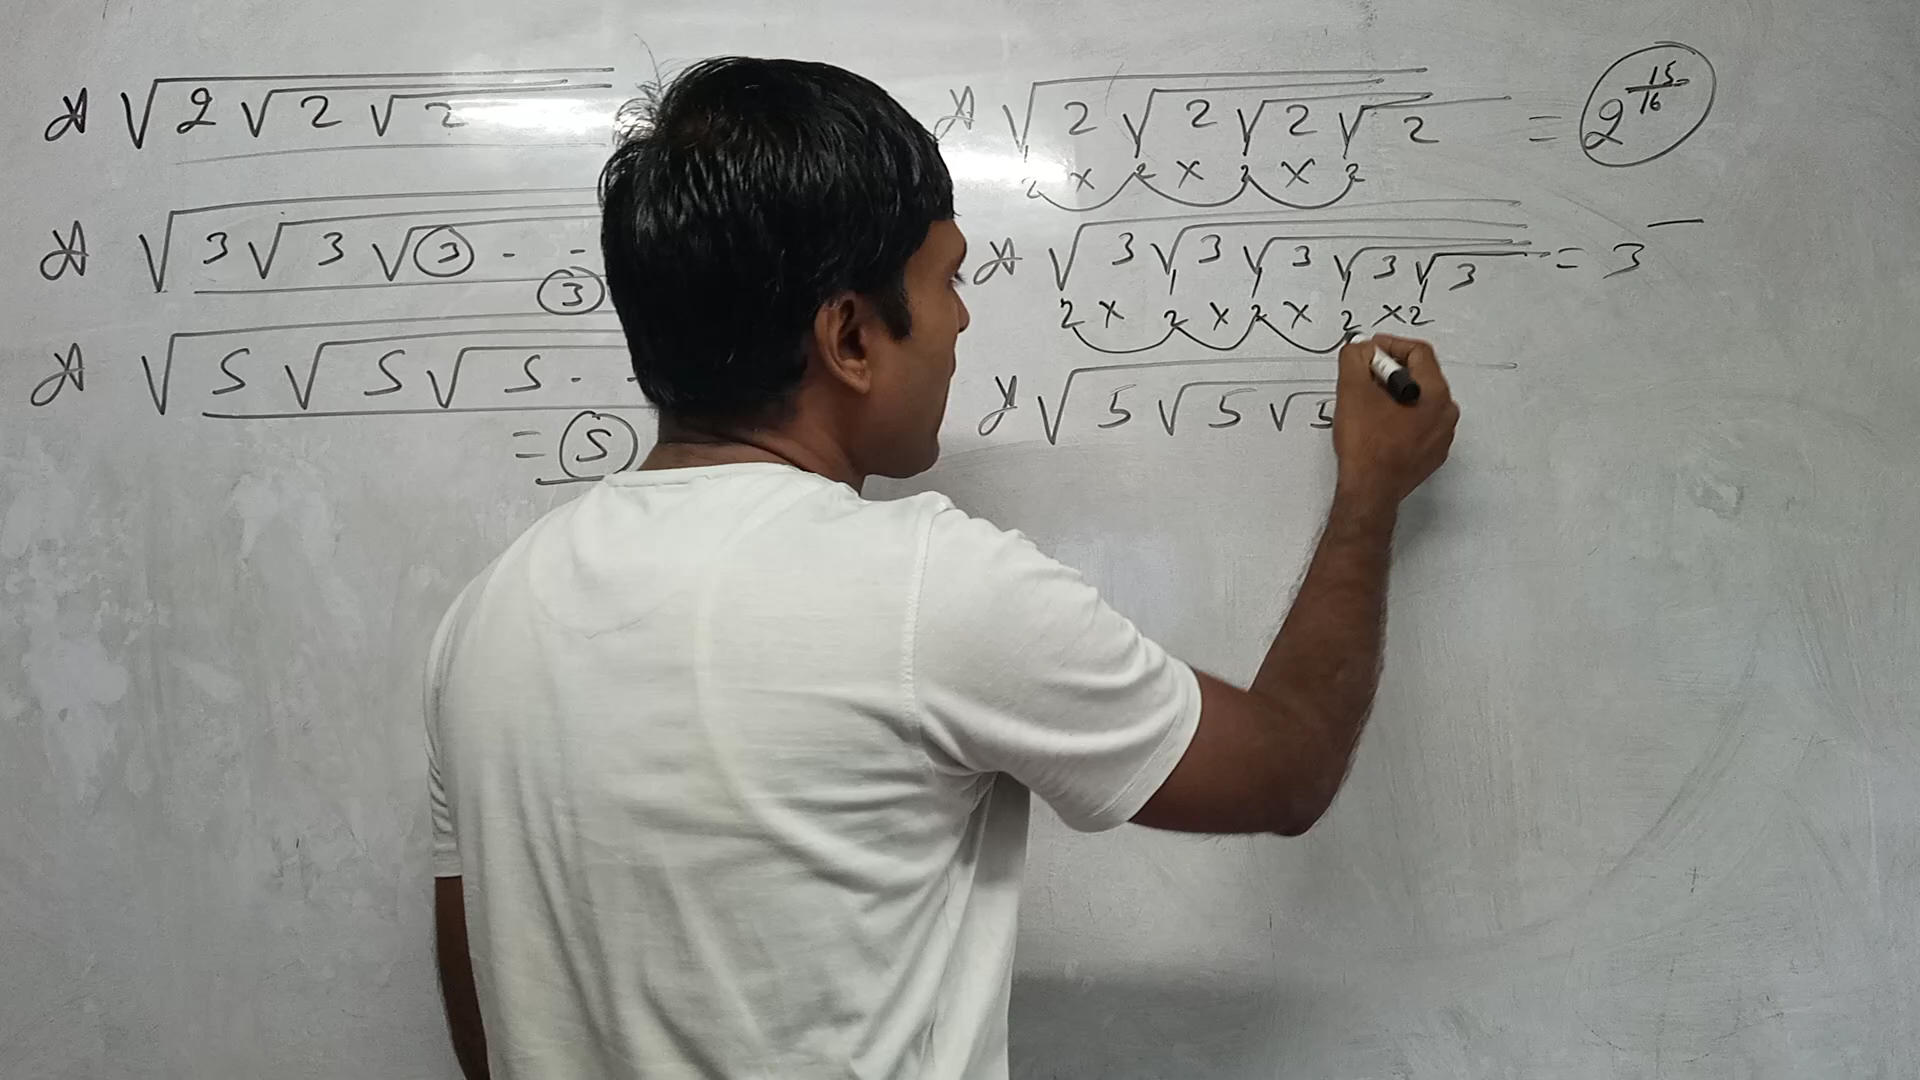 √2√2√2
√3√3√3 . -
3
√5√5√5 . -
= 5
√2√2√2√2 = 2^15/16
2 × 2 × 2 × 2
√3√3√3√3√3 = 3^—
2 × 2 × 2 × 2 × 2
√5√5√5